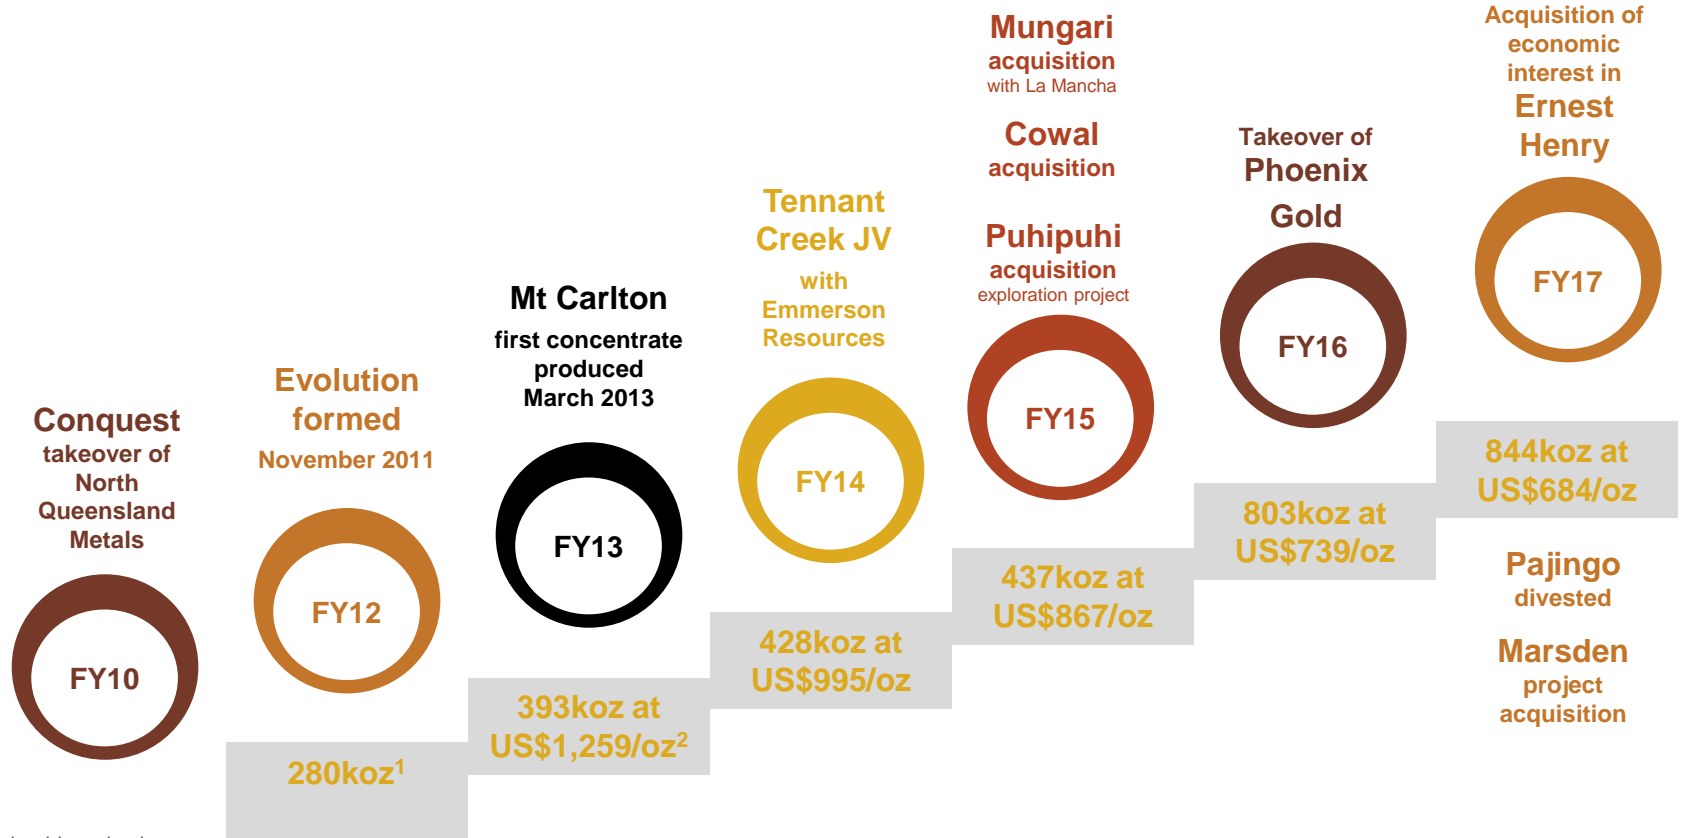 Conquest
takeover of
North
Queensland
Metals
FY10
Evolution
formed
November 2011
FY12
280koz¹
Mt Carlton
first concentrate
produced
March 2013
FY13
393koz at
US$1,259/oz²
Tennant
Creek JV
with
Emmerson
Resources
FY14
428koz at
US$995/oz
Mungari
acquisition
with La Mancha
Cowal
acquisition
Puhipuhi
acquisition
exploration project
FY15
437koz at
US$867/oz
Takeover of
Phoenix
Gold
FY16
803koz at
US$739/oz
Acquisition of
economic
interest in
Ernest
Henry
FY17
844koz at
US$684/oz
Pajingo
divested
Marsden
project
acquisition